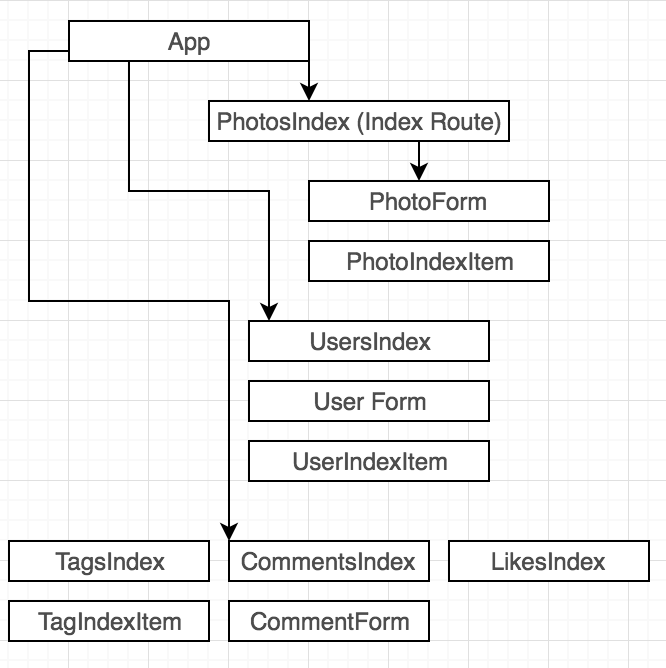 App
PhotosIndex (Index Route)
PhotoForm
PhotoIndexItem
UsersIndex
User Form
UserIndexItem
TagsIndex
CommentsIndex
LikesIndex
TagIndexItem
CommentForm